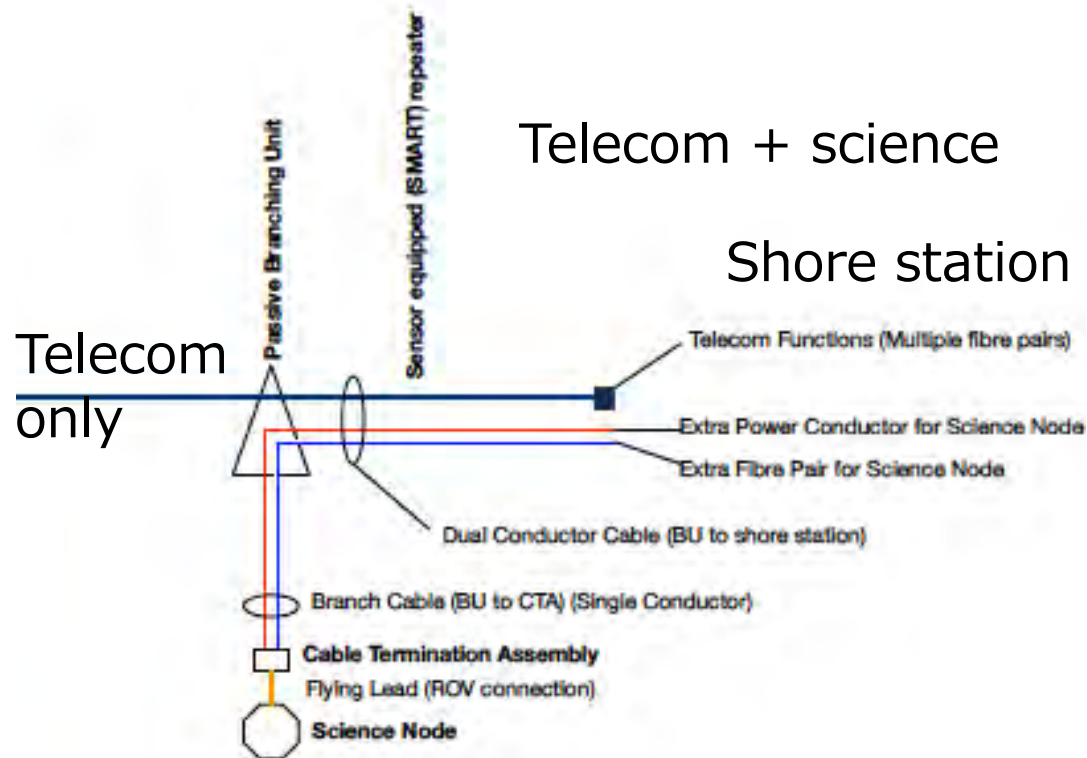 Passive Branching Unit
Sensor equipped (SMART) repeater
Telecom + science
Shore station
Telecom
only
Telecom Functions (Multiple fibre pairs)
Extra Power Conductor for Science Node
Extra Fibre Pair for Science Node
Dual Conductor Cable (BU to shore station)
Branch Cable (BU to CTA) (Single Conductor)
Cable Termination Assembly
Flying Lead (ROV connection)
Science Node